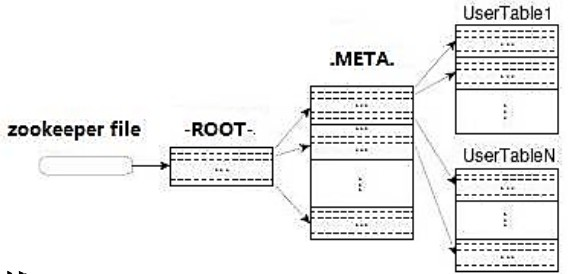 UserTable1
.META.
zookeeper file
-ROOT-
UserTableN